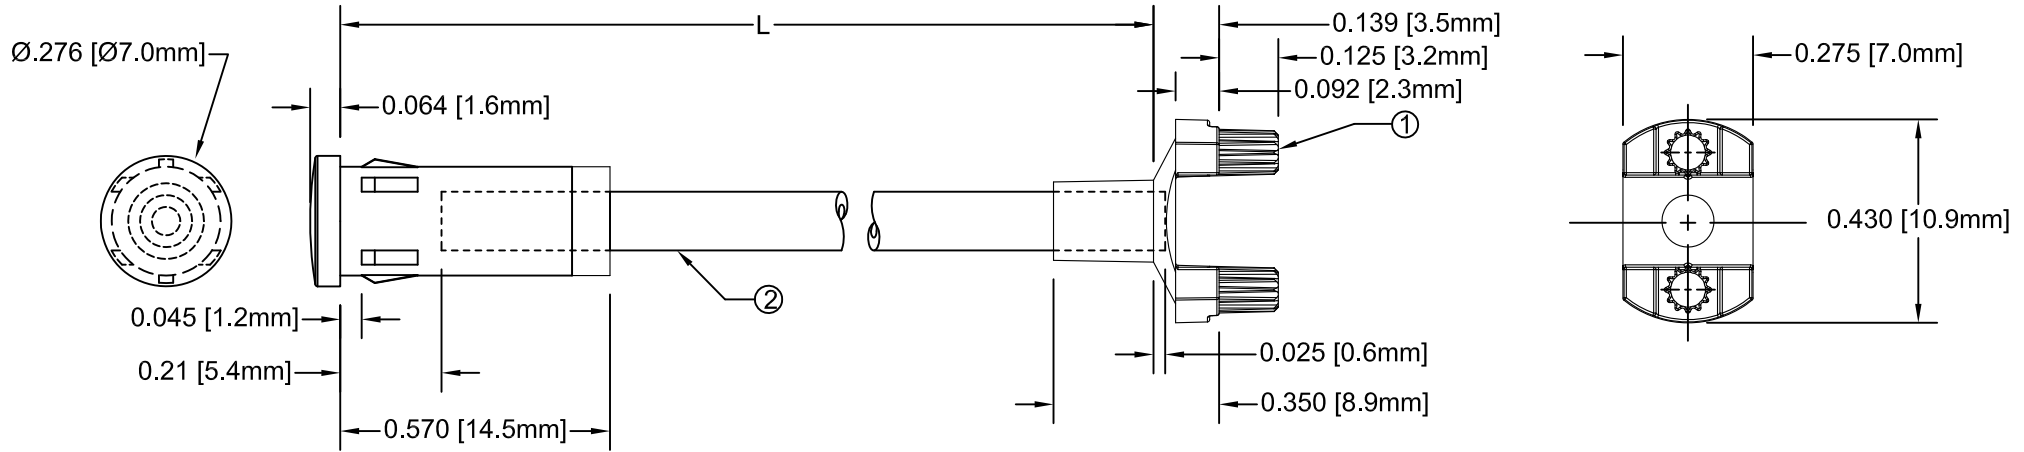 L
0.139 [3.5mm]
Ø.276 [Ø7.0mm]
0.125 [3.2mm]
0.275 [7.0mm]
0.092 [2.3mm]
0.064 [1.6mm]
1
0.430 [10.9mm]
2
0.045 [1.2mm]
0.025 [0.6mm]
0.21 [5.4mm]
0.350 [8.9mm]
0.570 [14.5mm]